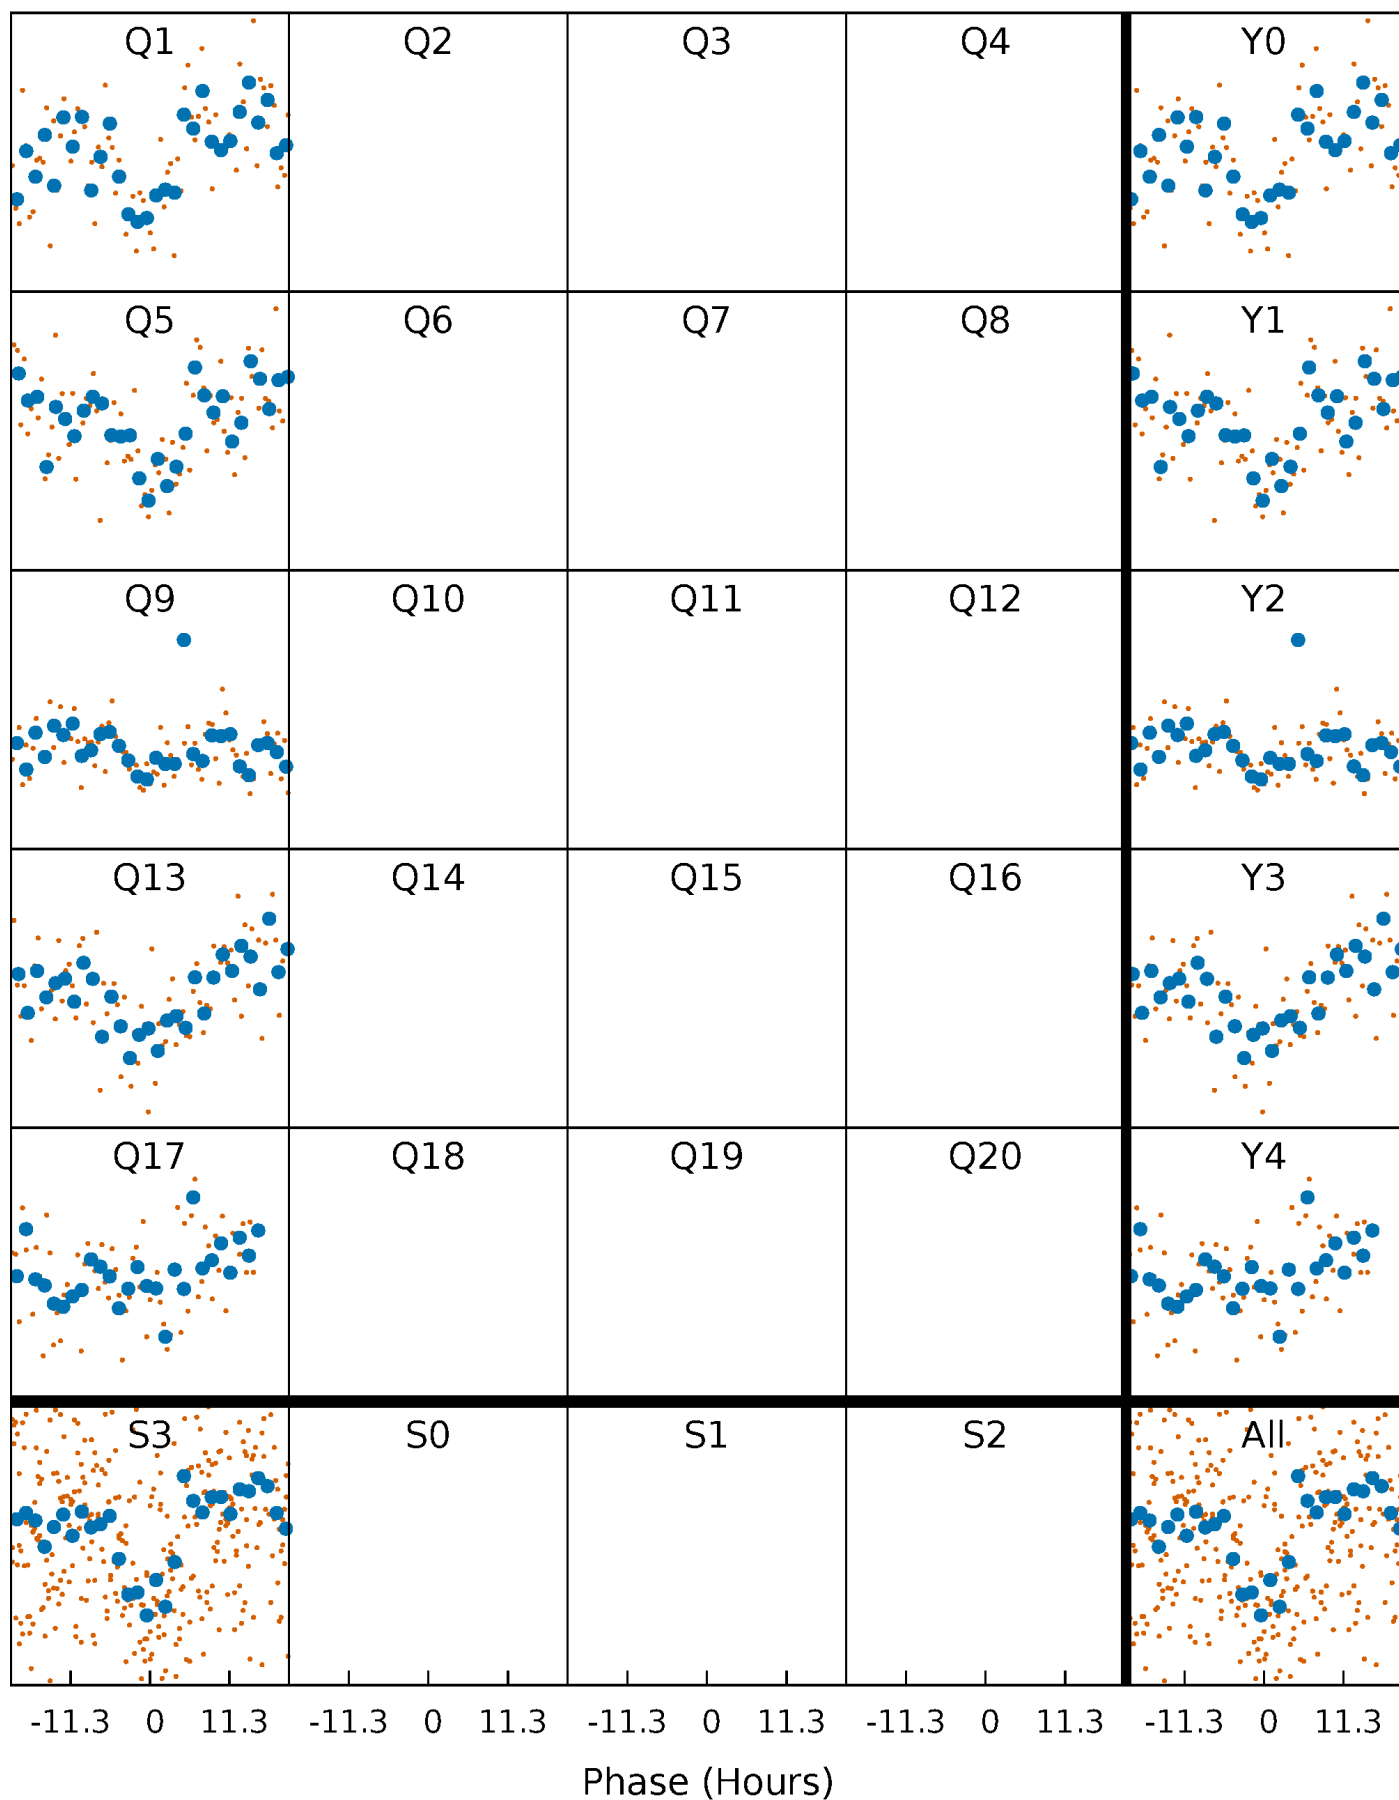 Q1 Q2 Q3 Q4 Y0
Q5 Q6 Q7 Q8 Y1
Q9 Q10 Q11 Q12 Y2
Q13 Q14 Q15 Q16 Y3
Q17 Q18 Q19 Q20 Y4
S3 S0 S1 S2 All
-11.3 0 11.3 -11.3 0 11.3 -11.3 0 11.3 -11.3 0 11.3 -11.3 0 11.3
Phase (Hours)